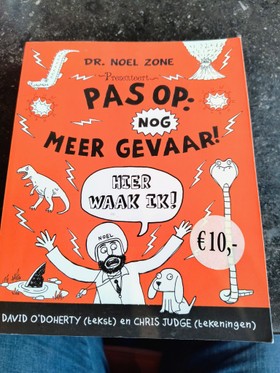 DR. NOEL ZONE
Presenteert
PAS OP:
NOG
MEER GEVAAR!
HIER
WAAK IK!
€10,-
NOEL
DAVID O'DOHERTY (tekst) en CHRIS JUDGE (tekeningen)